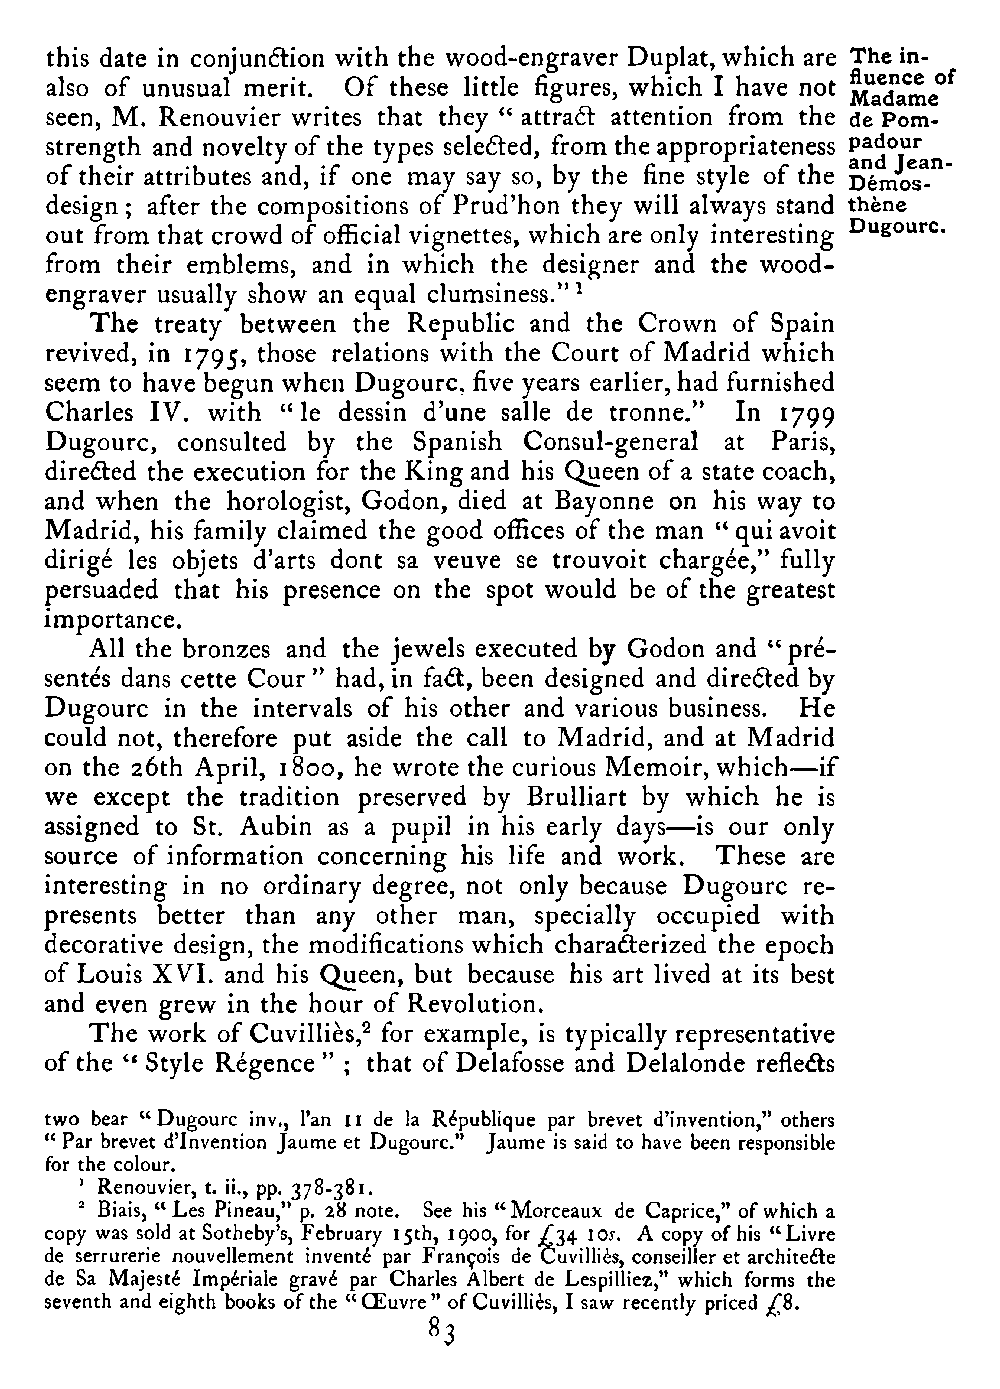 this date in conjunction with the wood-engraver Duplat, which are
also of unusual merit. Of these little figures, which I have not
seen, M. Renouvier writes that they “ attract attention from the
strength and novelty of the types selected, from the appropriateness
of their attributes and, if one may say so, by the fine style of the
design ; after the compositions of Prud’hon they will always stand
out from that crowd of official vignettes, which are only interesting
from their emblems, and in which the designer and the wood-
engraver usually show an equal clumsiness.” ¹
The in-
fluence of
Madame
de Pom-
padour
and Jean-
Démos-
thène
Dugourc.
The treaty between the Republic and the Crown of Spain
revived, in 1795, those relations with the Court of Madrid which
seem to have begun when Dugourc, five years earlier, had furnished
Charles IV. with “ le dessin d’une salle de tronne.” In 1799
Dugourc, consulted by the Spanish Consul-general at Paris,
directed the execution for the King and his Queen of a state coach,
and when the horologist, Godon, died at Bayonne on his way to
Madrid, his family claimed the good offices of the man “ qui avoit
dirigé les objets d’arts dont sa veuve se trouvoit chargée,” fully
persuaded that his presence on the spot would be of the greatest
importance.
All the bronzes and the jewels executed by Godon and “ pré-
sentés dans cette Cour ” had, in fact, been designed and directed by
Dugourc in the intervals of his other and various business. He
could not, therefore put aside the call to Madrid, and at Madrid
on the 26th April, 1800, he wrote the curious Memoir, which—if
we except the tradition preserved by Brulliart by which he is
assigned to St. Aubin as a pupil in his early days—is our only
source of information concerning his life and work. These are
interesting in no ordinary degree, not only because Dugourc re-
presents better than any other man, specially occupied with
decorative design, the modifications which characterized the epoch
of Louis XVI. and his Queen, but because his art lived at its best
and even grew in the hour of Revolution.
The work of Cuvilliès,² for example, is typically representative
of the “ Style Régence ” ; that of Delafosse and Delalonde reflects
two bear “ Dugourc inv., l’an 11 de la République par brevet d’invention,” others
“ Par brevet d’Invention Jaume et Dugourc.” Jaume is said to have been responsible
for the colour.
¹ Renouvier, t. ii., pp. 378-381.
² Biais, “ Les Pineau,” p. 28 note. See his “ Morceaux de Caprice,” of which a
copy was sold at Sotheby’s, February 15th, 1900, for £34 10s. A copy of his “ Livre
de serrurerie nouvellement inventé par François de Cuvilliès, conseiller et architecte
de Sa Majesté Impériale gravé par Charles Albert de Lespilliez,” which forms the
seventh and eighth books of the “ Œuvre ” of Cuvilliès, I saw recently priced £8.
83